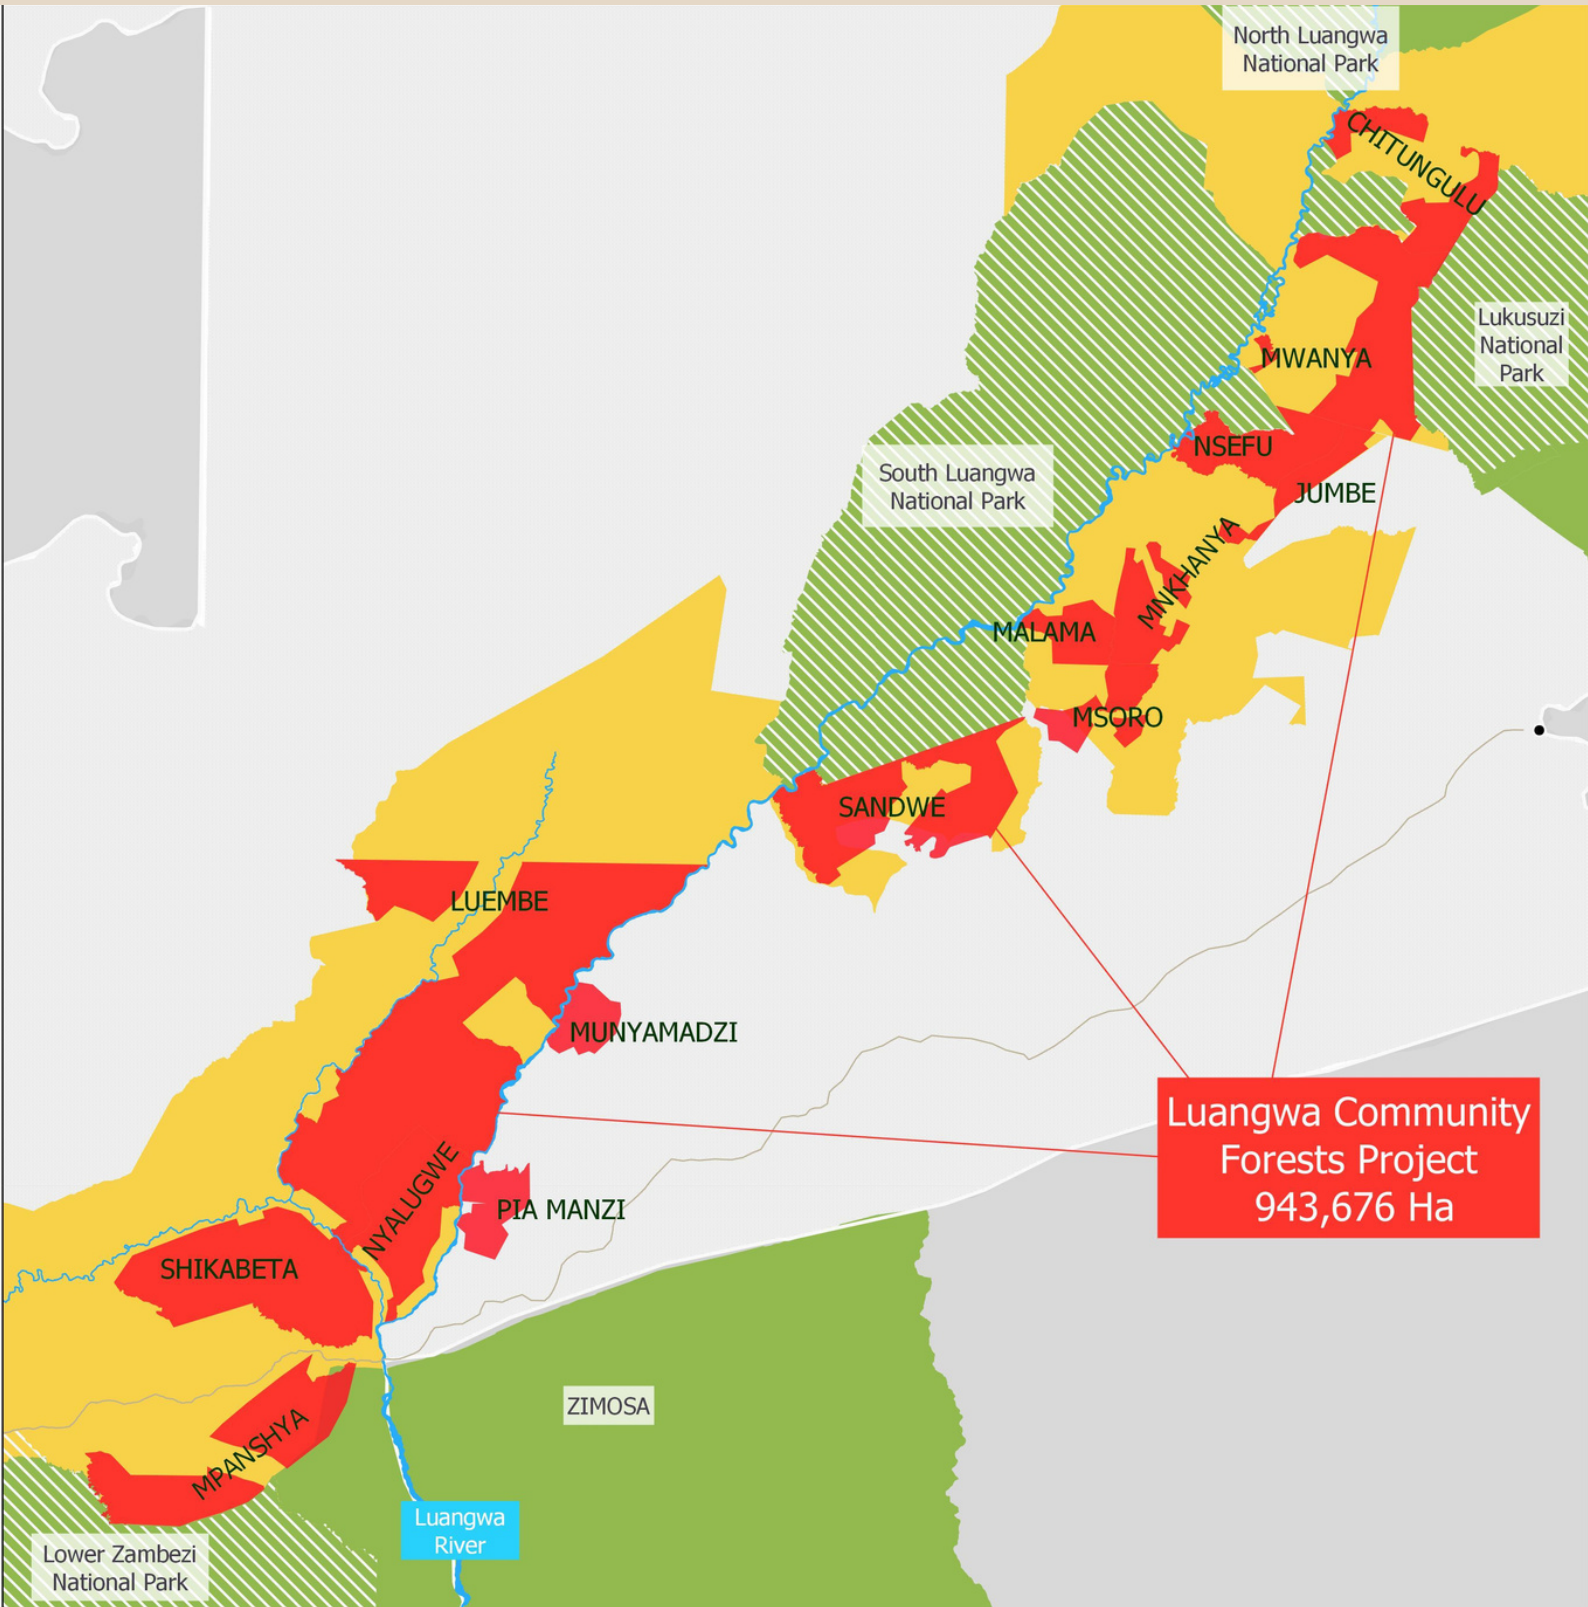 North Luangwa
National Park
CHITUNGULU
Lukusuzi
National
Park
MWANYA
NSEFU
South Luangwa
National Park
JUMBE
MNKHANYA
MALAMA
MSORO
SANDWE
LUEMBE
MUNYAMADZI
Luangwa Community
Forests Project
943,676 Ha
NYALUGWE
PIA MANZI
SHIKABETA
ZIMOSA
MPANSHYA
Luangwa
River
Lower Zambezi
National Park